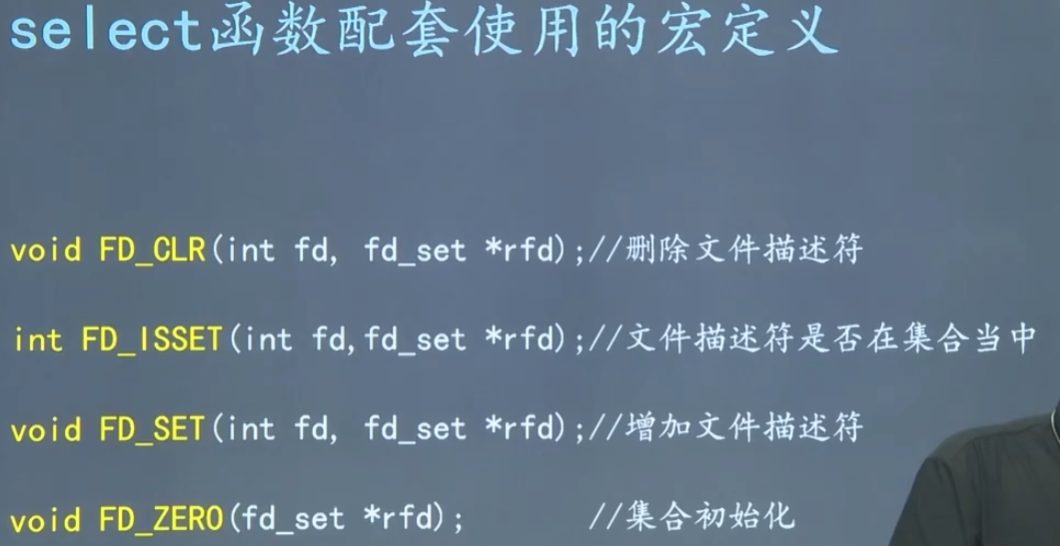 select函数配套使用的宏定义
void FD_CLR(int fd, fd_set *rfd);//删除文件描述符
int FD_ISSET(int fd,fd_set *rfd);//文件描述符是否在集合当中
void FD_SET(int fd, fd_set *rfd);//增加文件描述符
void FD_ZERO(fd_set *rfd); //集合初始化